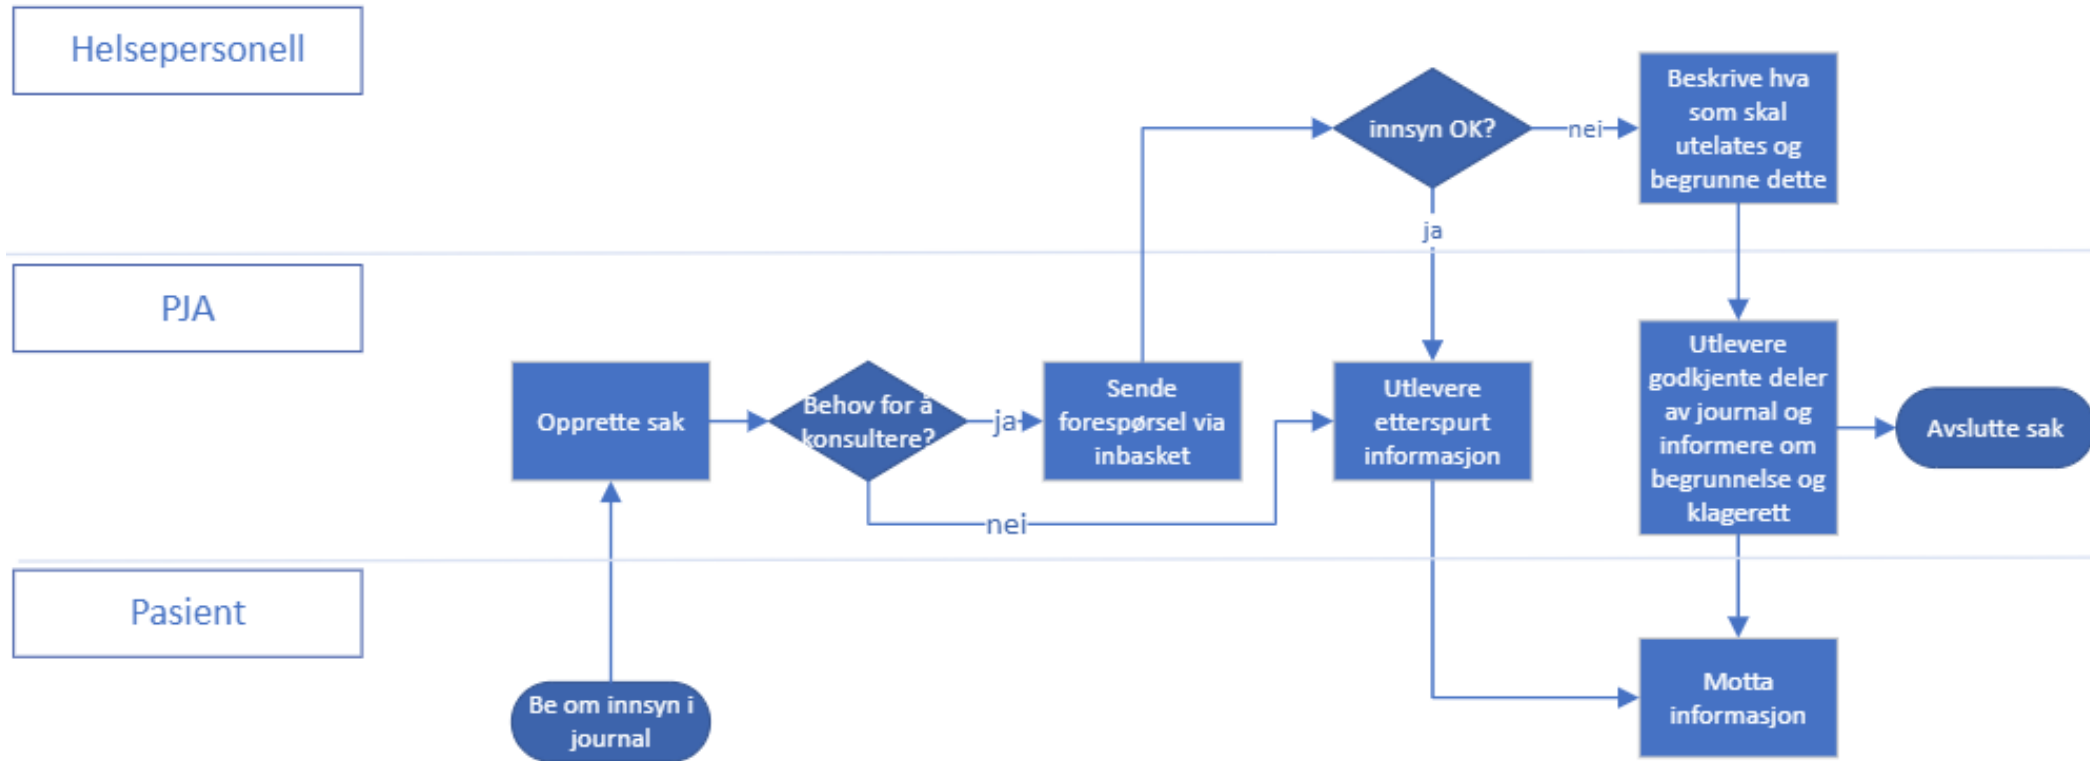 Helsepersonell
innsyn OK?
nei
Beskrive hva
som skal
utelates og
begrunne dette
ja
PJA
Opprette sak
Behov for å
konsultere?
ja
Sende
forespørsel via
inbasket
Utlevere
etterspurt
informasjon
Utlevere
godkjente deler
av journal og
informere om
begrunnelse og
klagerett
Avslutte sak
nei
Pasient
Be om innsyn i
journal
Motta
informasjon